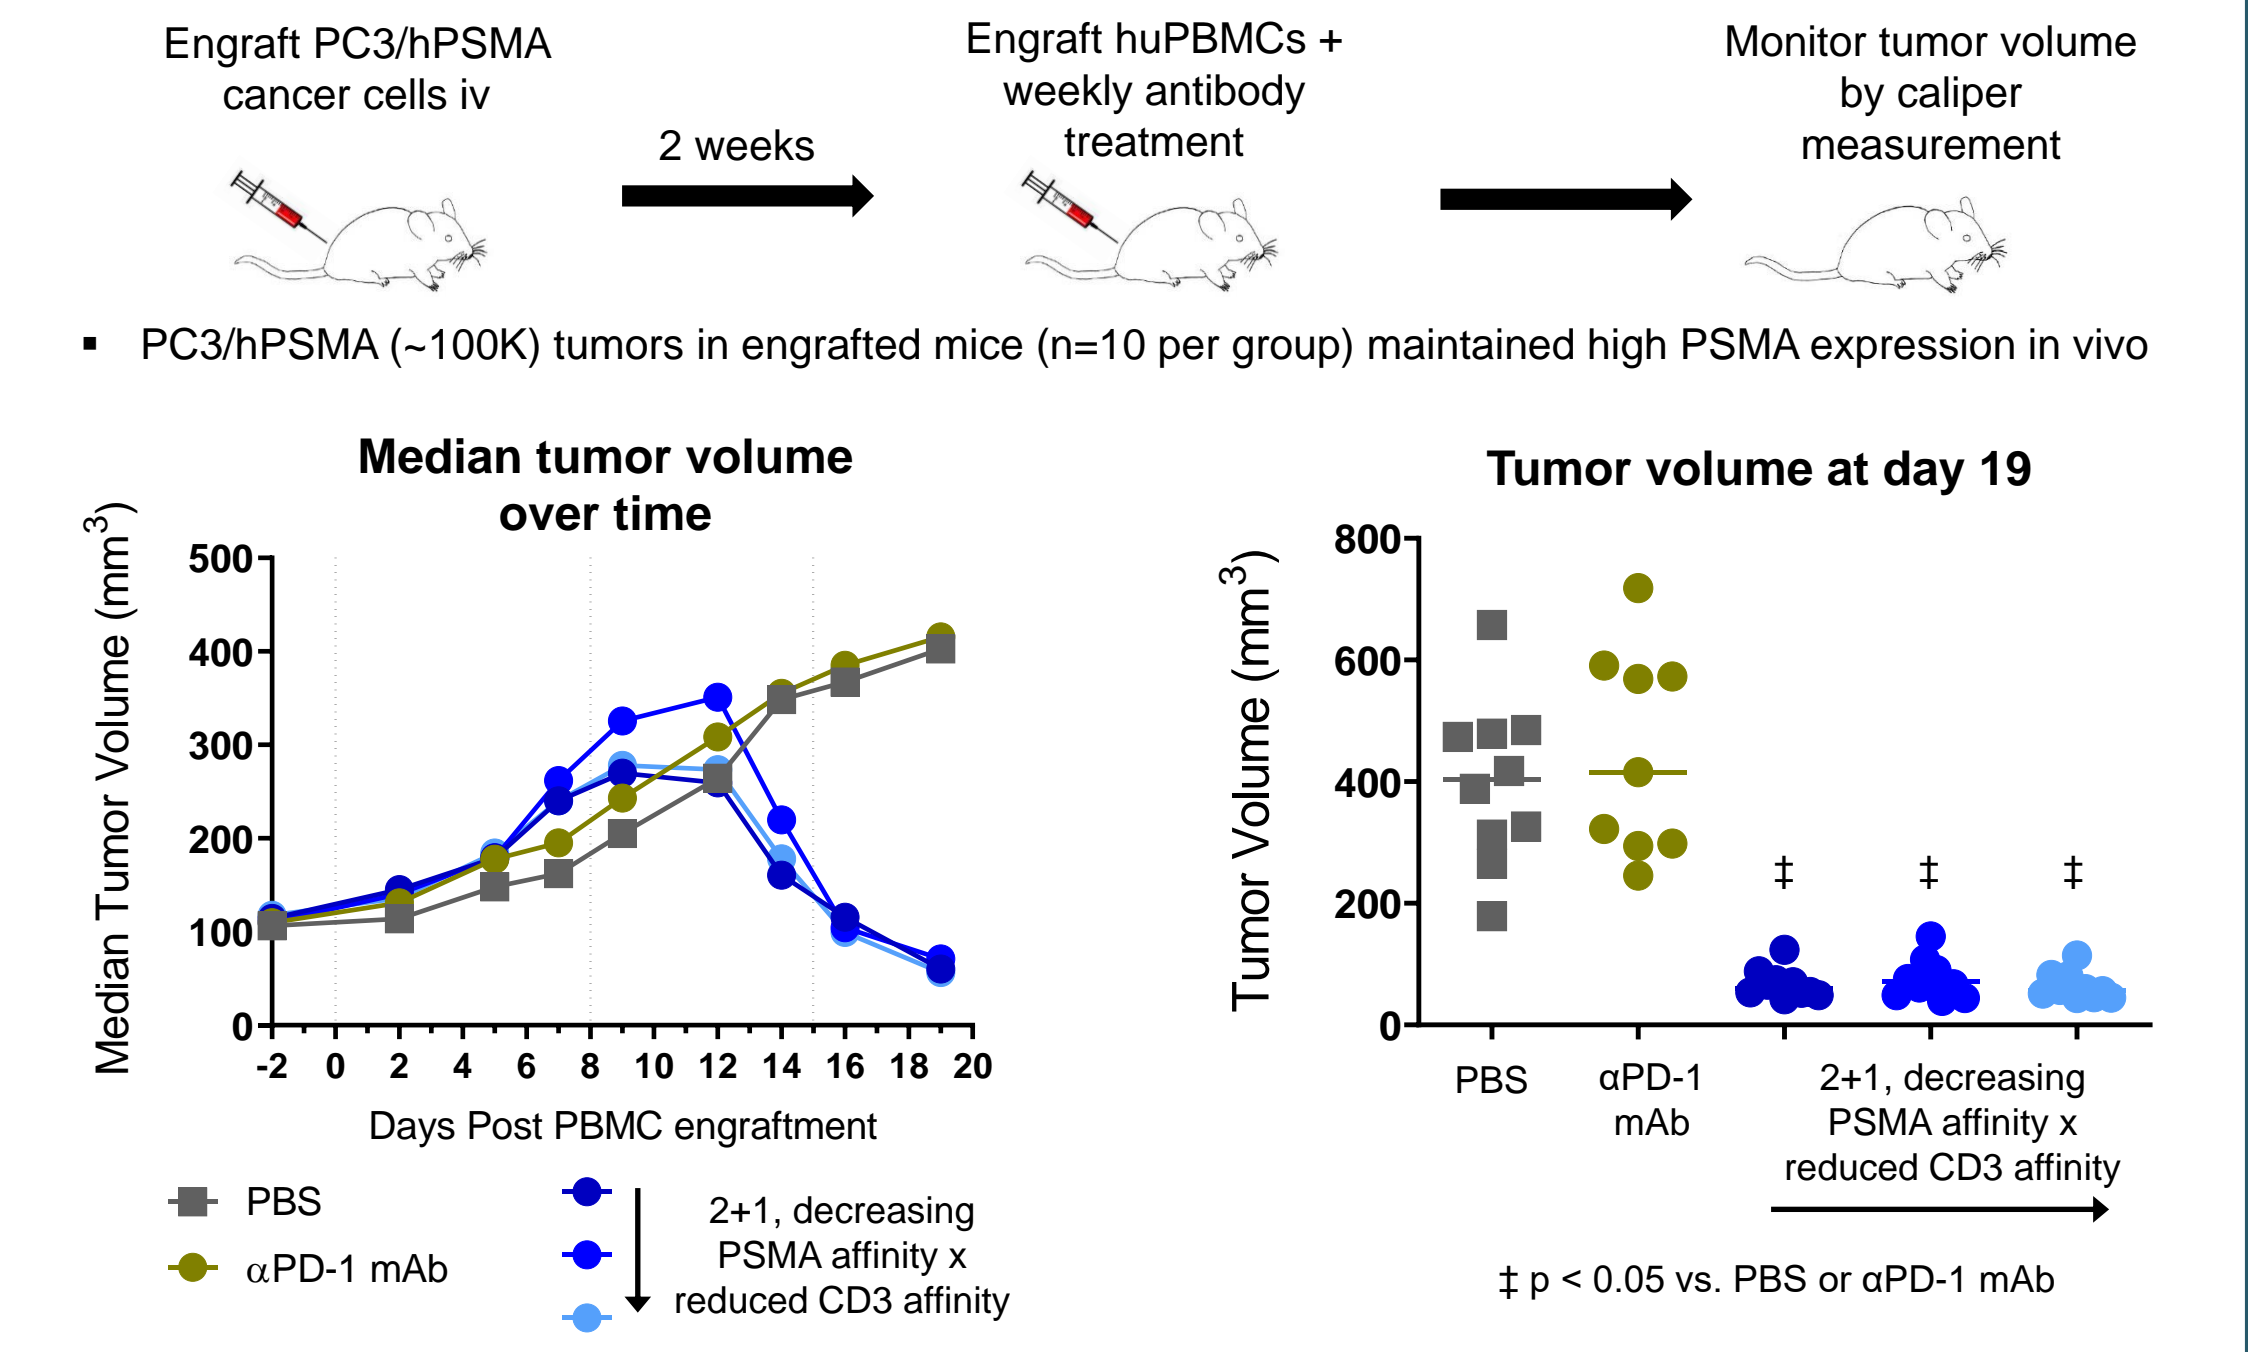 Engraft PC3/hPSMA
cancer cells iv
2 weeks
Engraft huPBMCs +
weekly antibody
treatment
Monitor tumor volume
by caliper
measurement
▪ PC3/hPSMA (~100K) tumors in engrafted mice (n=10 per group) maintained high PSMA expression in vivo
Median tumor volume
over time
Median Tumor Volume (mm³)
500
400
300
200
100
0
-2 0 2 4 6 8 10 12 14 16 18 20
Days Post PBMC engraftment
PBS
αPD-1 mAb
2+1, decreasing
PSMA affinity x
reduced CD3 affinity
Tumor volume at day 19
Tumor Volume (mm³)
800
600
400
200
0
‡ ‡ ‡
PBS
αPD-1
mAb
2+1, decreasing
PSMA affinity x
reduced CD3 affinity
‡ p < 0.05 vs. PBS or αPD-1 mAb